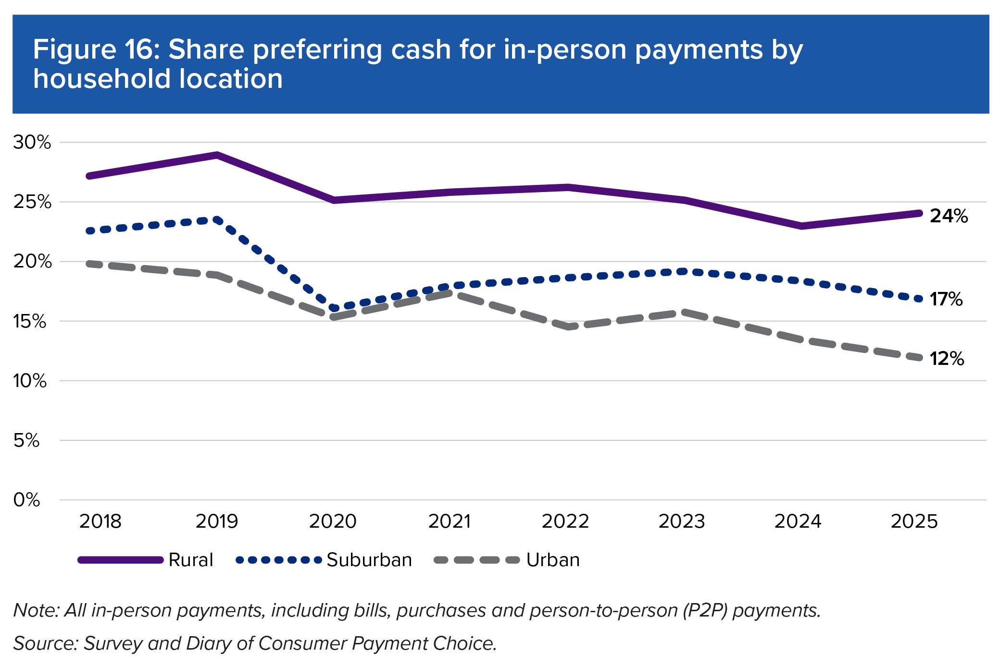 Figure 16: Share preferring cash for in-person payments by
household location
30%
25%
20%
15%
10%
5%
0%
24%
17%
12%
2018 2019 2020 2021 2022 2023 2024 2025
Rural Suburban Urban
Note: All in-person payments, including bills, purchases and person-to-person (P2P) payments.
Source: Survey and Diary of Consumer Payment Choice.